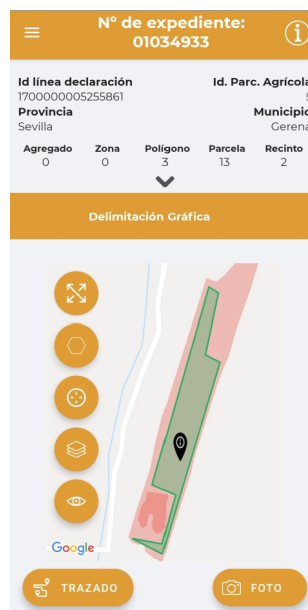 Nº de expediente:
01034933
Id línea declaración
Id. Parc. Agrícola
1700000005255861
5
Provincia
Municipio
Sevilla
Gerena
Agregado Zona Polígono Parcela Recinto
0 0 3 13 2
Delimitación Gráfica
Google
TRAZADO
FOTO